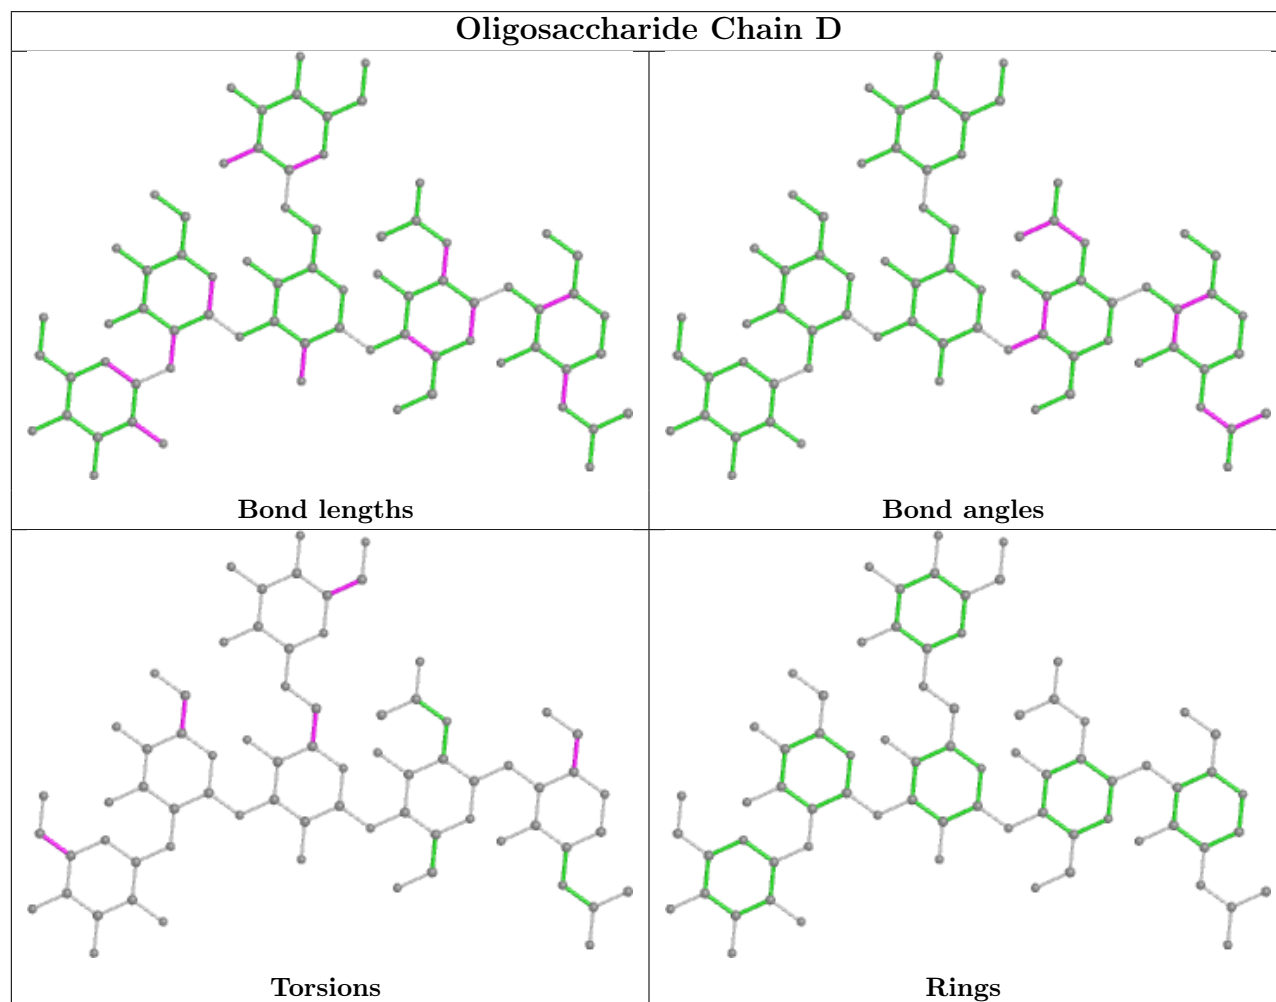 Oligosaccharide Chain D
Bond lengths
Bond angles
Torsions
Rings